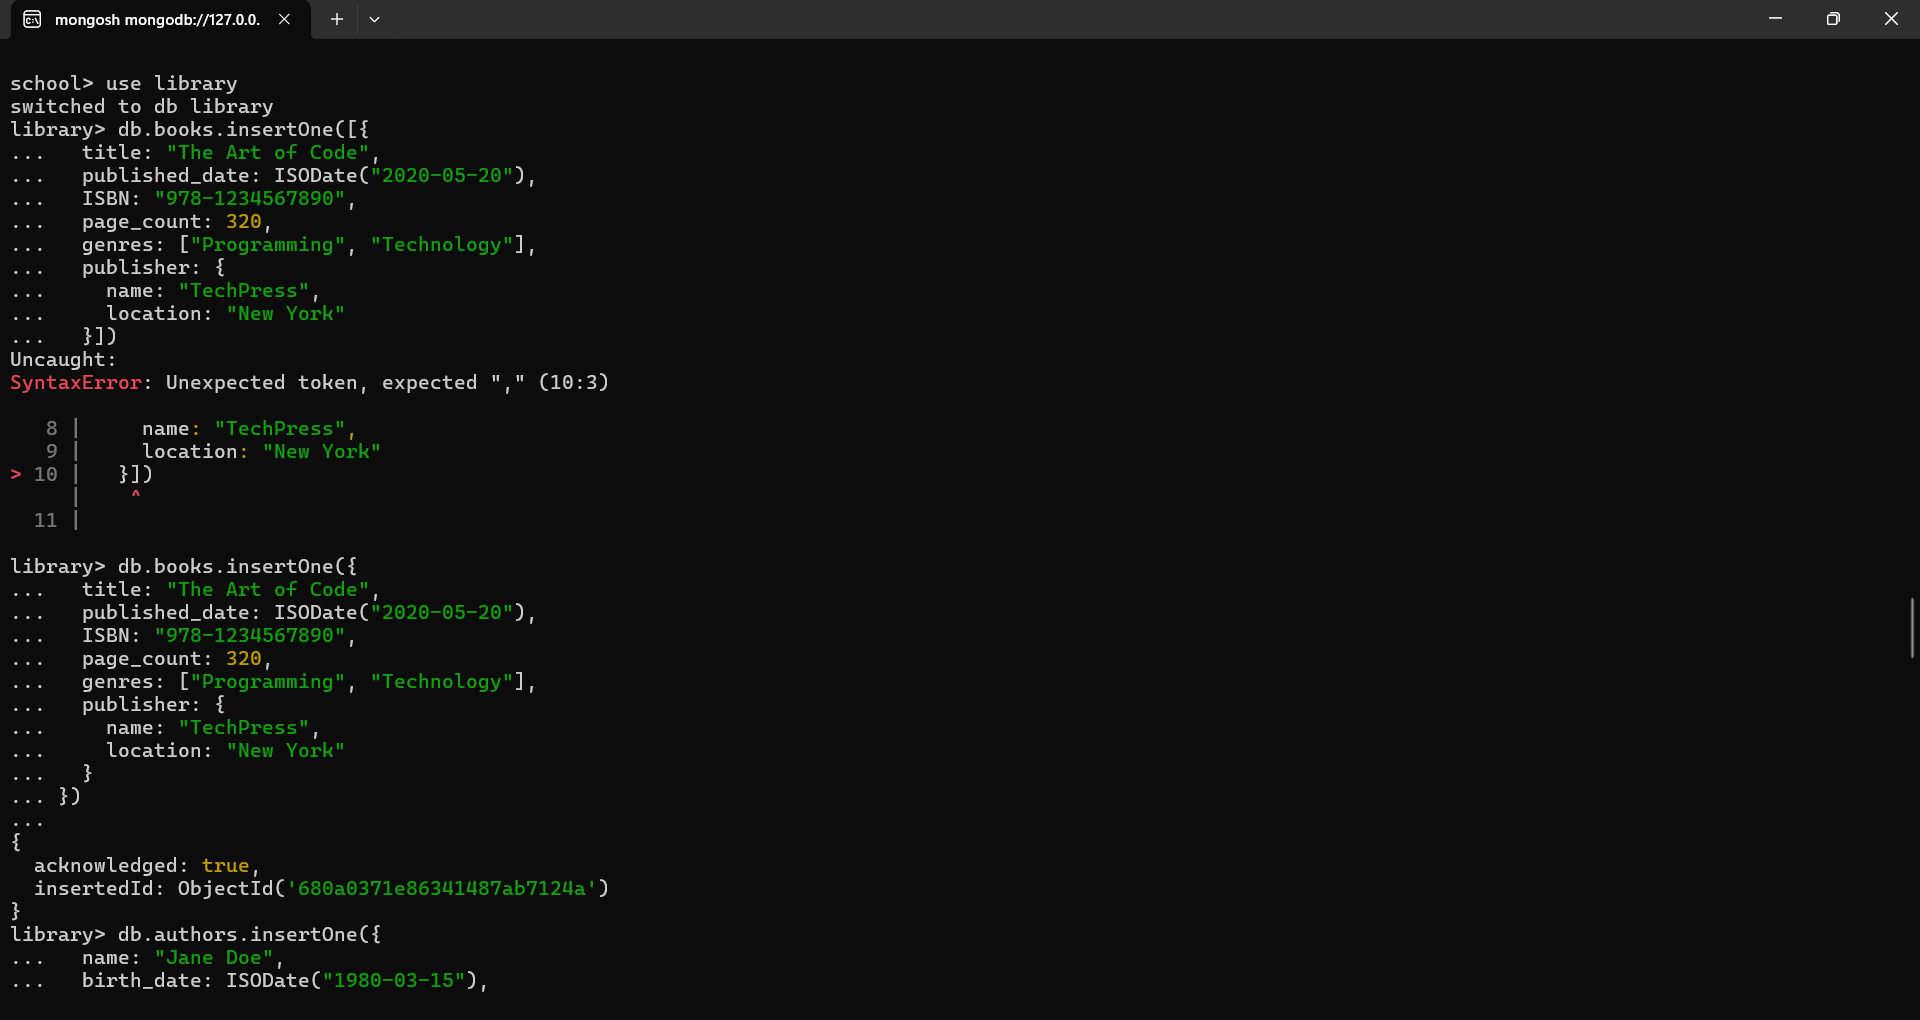 mongosh mongodb://127.0.0.
school> use library
switched to db library
library> db.books.insertOne([{
...   title: "The Art of Code",
...   published_date: ISODate("2020-05-20"),
...   ISBN: "978-1234567890",
...   page_count: 320,
...   genres: ["Programming", "Technology"],
...   publisher: {
...     name: "TechPress",
...     location: "New York"
...   }])
Uncaught:
SyntaxError: Unexpected token, expected "," (10:3)
   8 |     name: "TechPress",
   9 |     location: "New York"
> 10 |   }])
     |    ^
  11 |
library> db.books.insertOne({
...   title: "The Art of Code",
...   published_date: ISODate("2020-05-20"),
...   ISBN: "978-1234567890",
...   page_count: 320,
...   genres: ["Programming", "Technology"],
...   publisher: {
...     name: "TechPress",
...     location: "New York"
...   }
... })
...
{
  acknowledged: true,
  insertedId: ObjectId('680a0371e86341487ab7124a')
}
library> db.authors.insertOne({
...   name: "Jane Doe",
...   birth_date: ISODate("1980-03-15"),